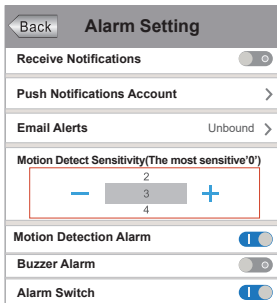 Back Alarm Setting
Receive Notifications
Push Notifications Account
Email Alerts Unbound
Motion Detect Sensitivity(The most sensitive'0')
2
3
4
Motion Detection Alarm
Buzzer Alarm
Alarm Switch